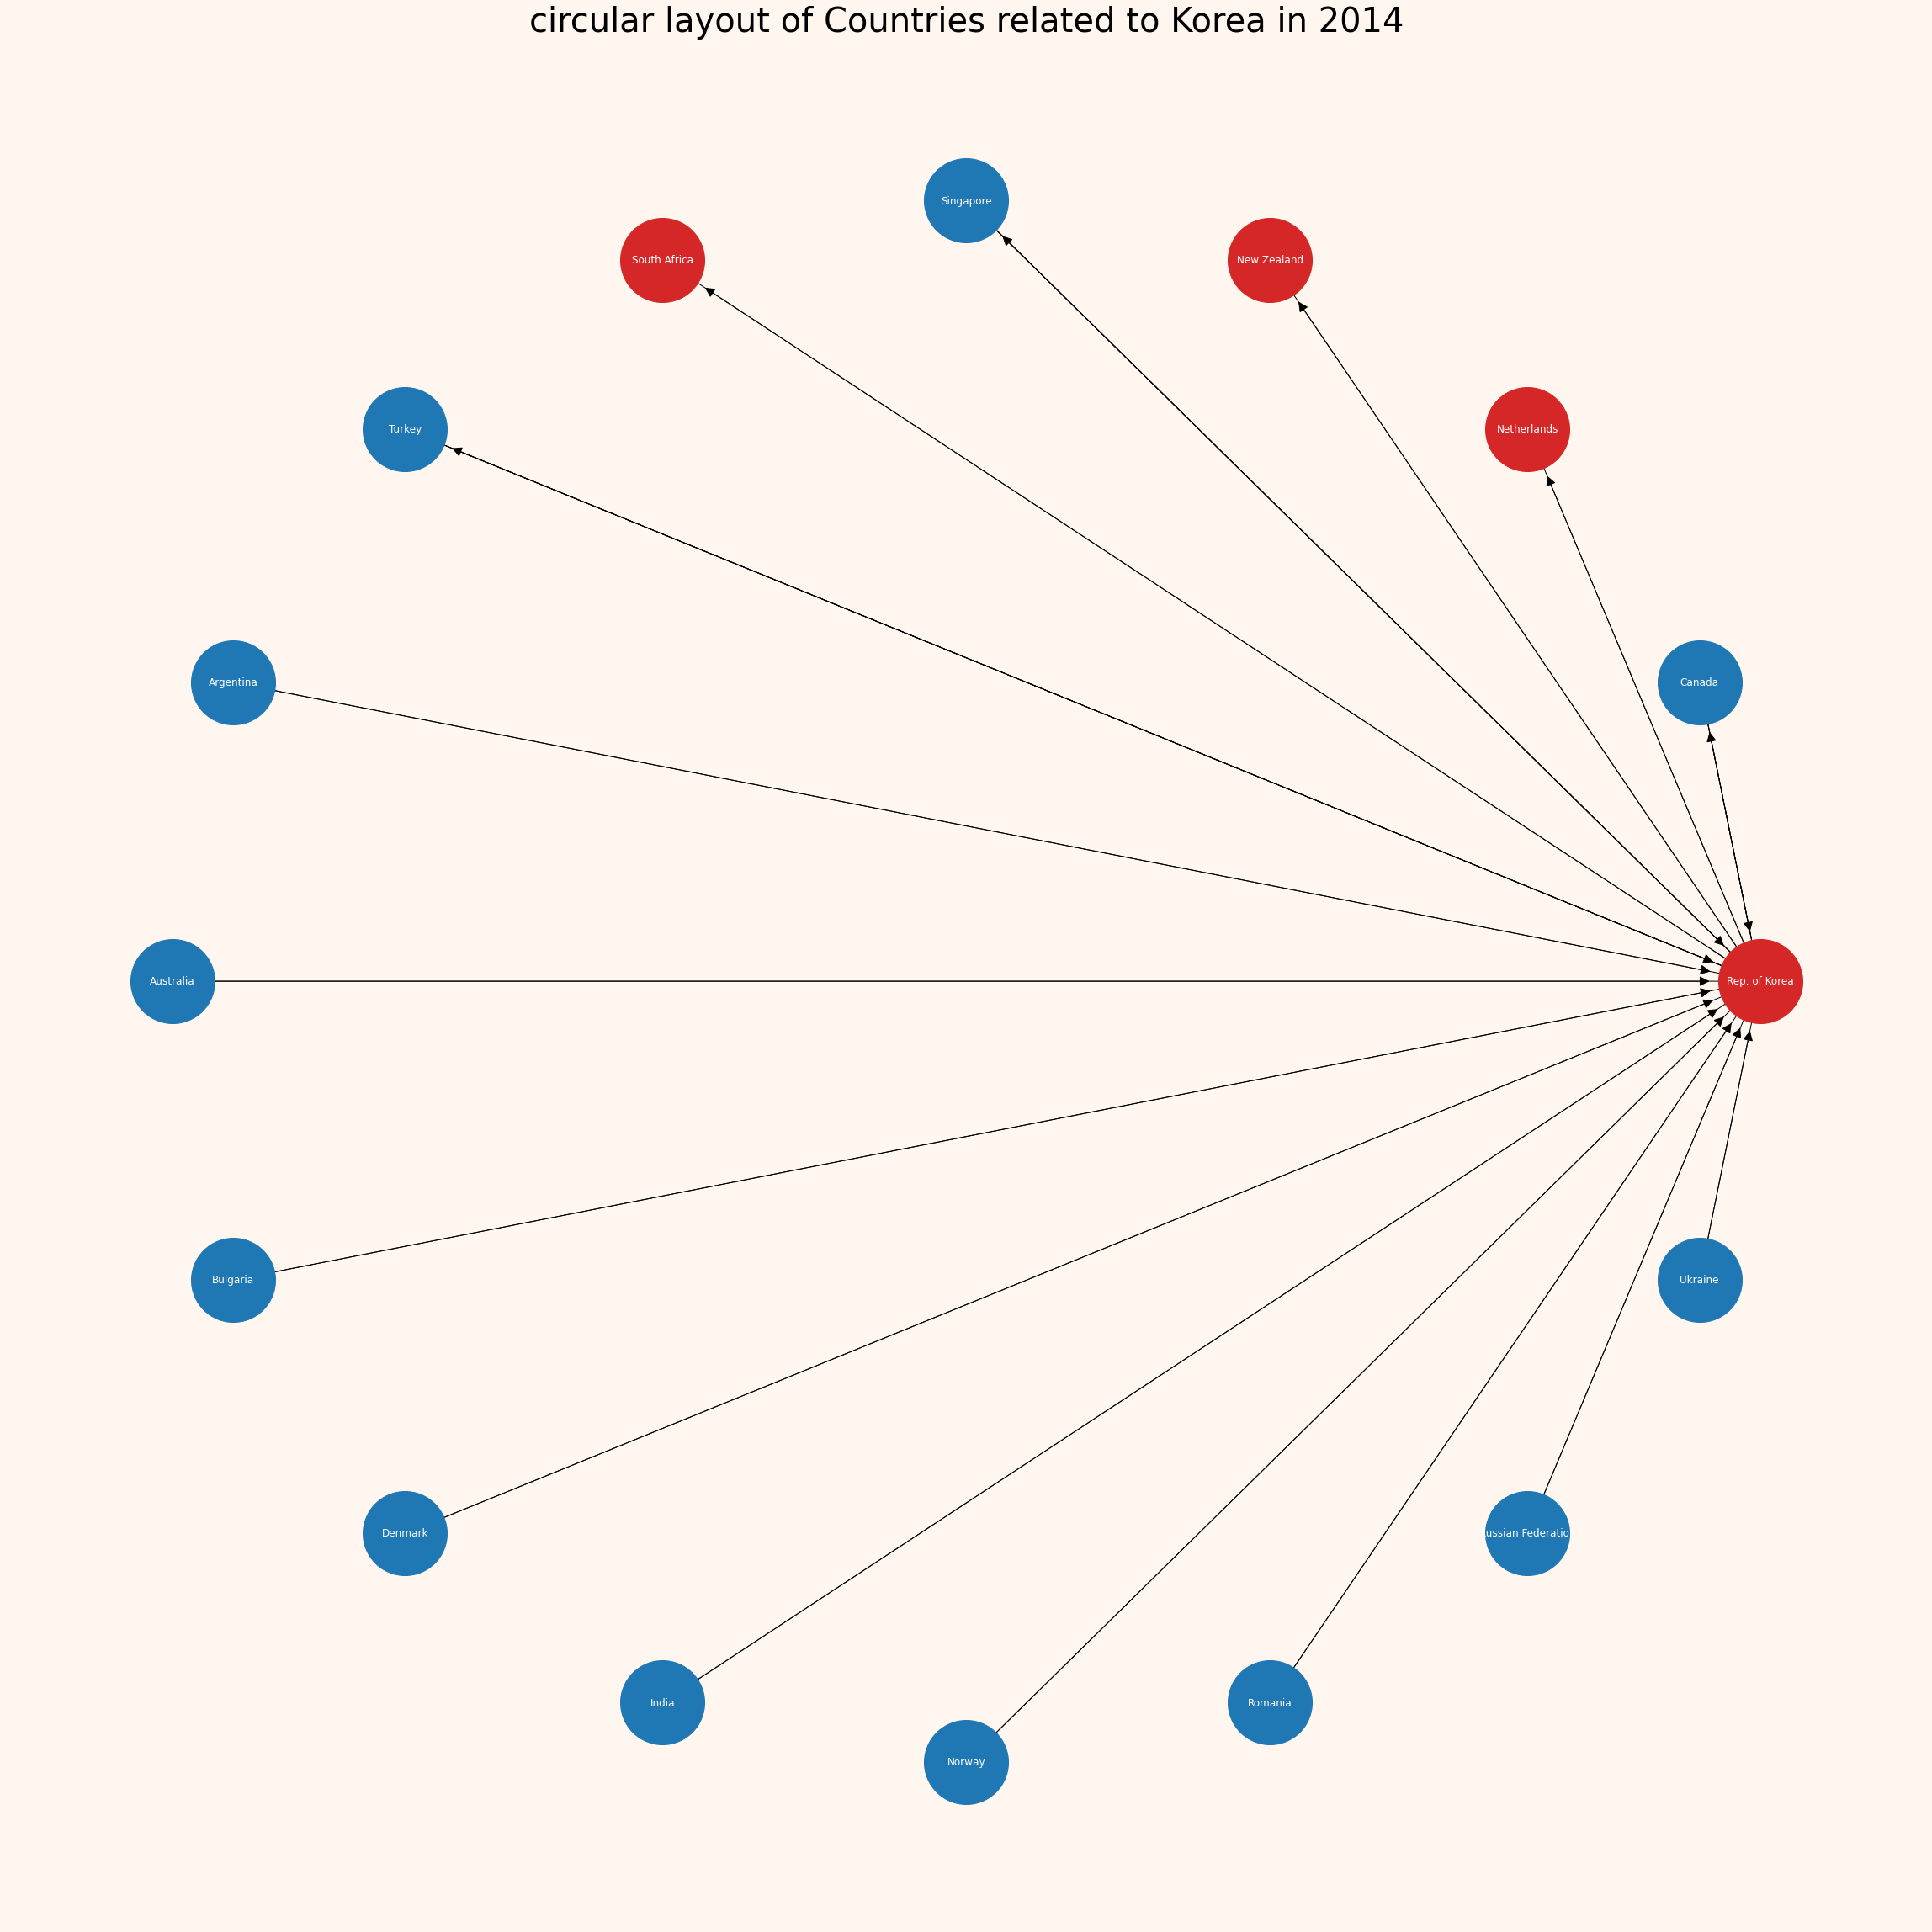 circular layout of Countries related to Korea in 2014
Singapore
South Africa
New Zealand
Turkey
Netherlands
Argentina
Canada
Australia
Rep. of Korea
Bulgaria
Ukraine
Denmark
ussian Federatio
India
Romania
Norway